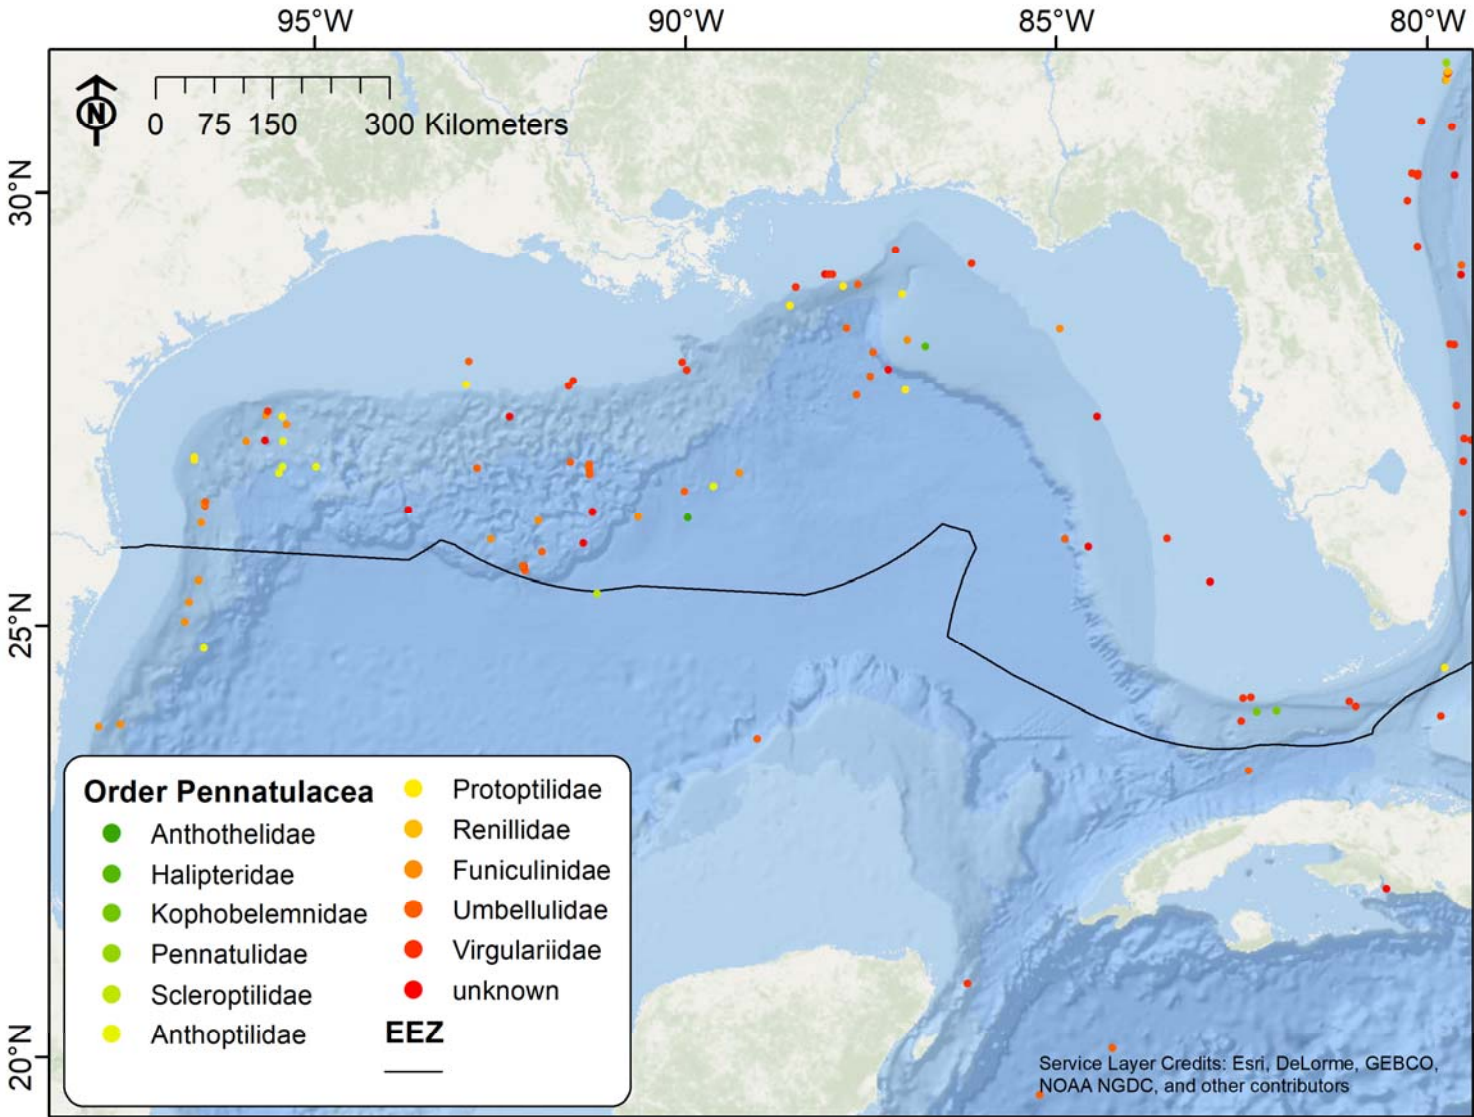 95°W 90°W 85°W 80°W
N
0 75 150 300 Kilometers
30°N
25°N
20°N
Order Pennatulacea
Anthothelidae
Halipteridae
Kophobelemnidae
Pennatulidae
Scleroptilidae
Anthoptilidae
Protoptilidae
Renillidae
Funiculinidae
Umbellulidae
Virgulariidae
unknown
EEZ
Service Layer Credits: Esri, DeLorme, GEBCO,
NOAA NGDC, and other contributors